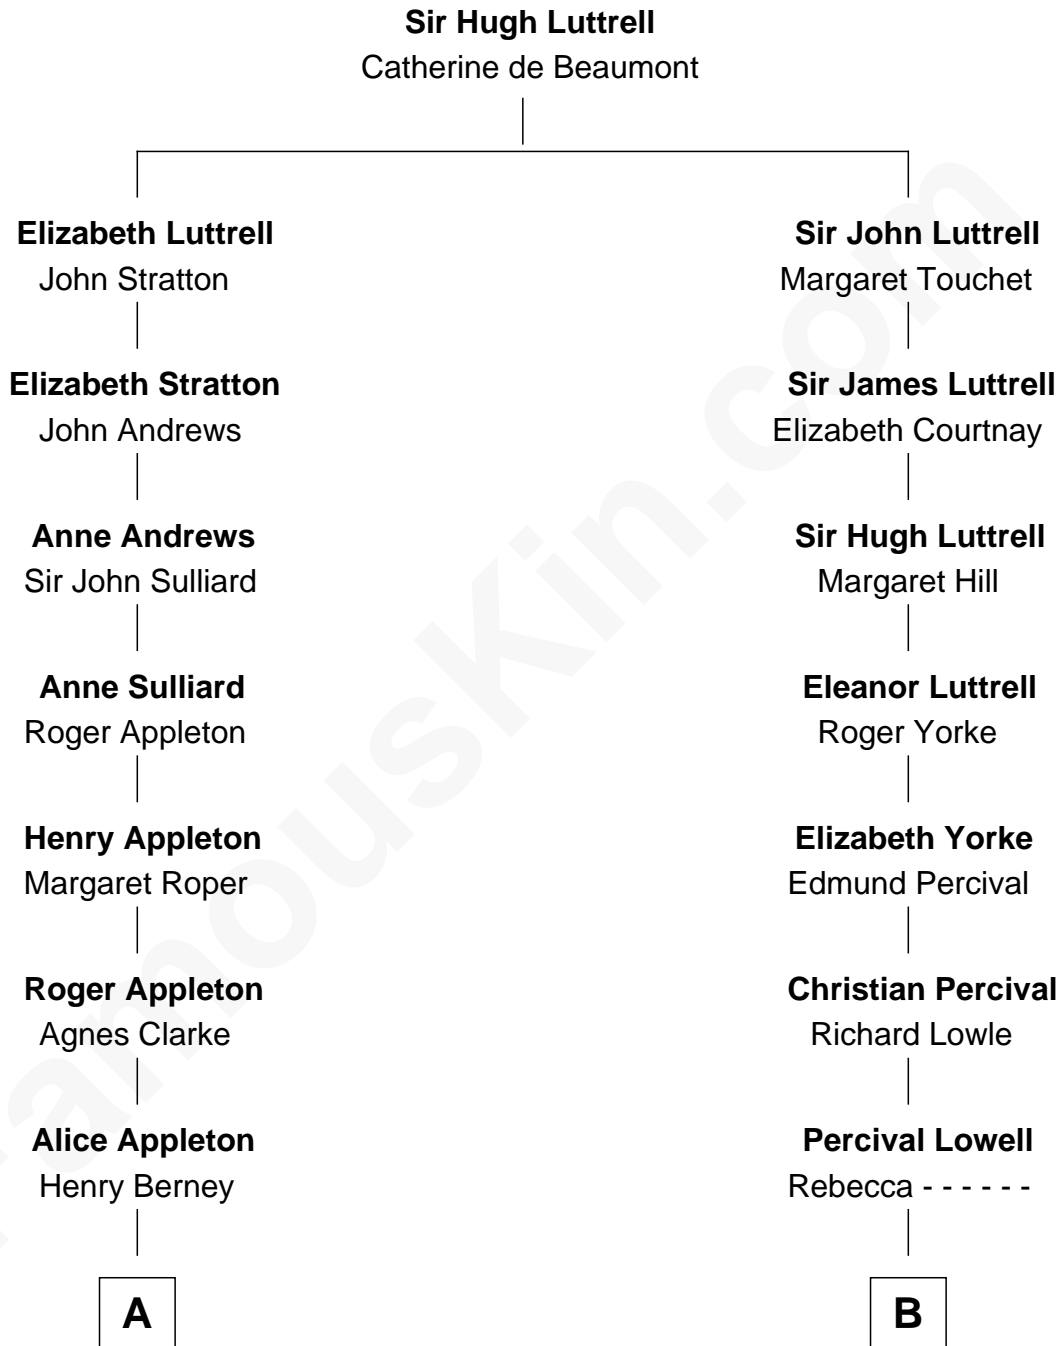 Sir Hugh Luttrell
Catherine de Beaumont
Elizabeth Luttrell
John Stratton
Sir John Luttrell
Margaret Touchet
Elizabeth Stratton
John Andrews
Sir James Luttrell
Elizabeth Courtnay
Anne Andrews
Sir John Sulliard
Sir Hugh Luttrell
Margaret Hill
Anne Sulliard
Roger Appleton
Eleanor Luttrell
Roger Yorke
Henry Appleton
Margaret Roper
Elizabeth Yorke
Edmund Percival
Roger Appleton
Agnes Clarke
Christian Percival
Richard Lowle
Alice Appleton
Henry Berney
Percival Lowell
Rebecca - - - - - -
A
B
FamousKin.com